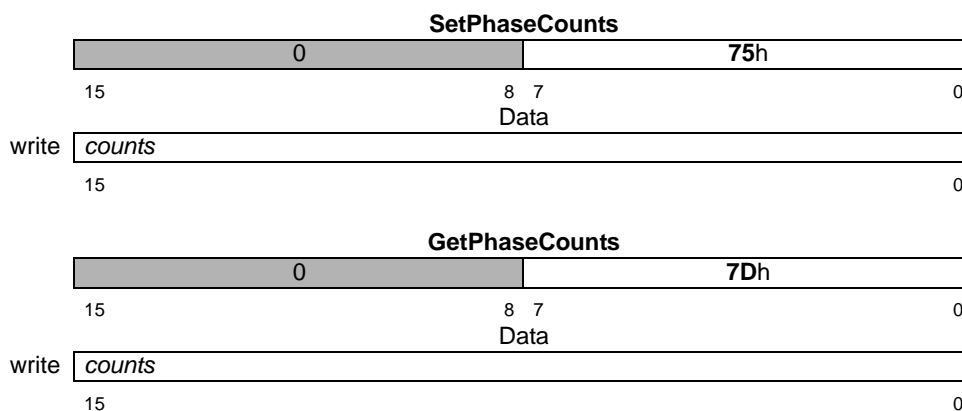 SetPhaseCounts
0 75h
15 8 7 0
Data
write counts
15 0
GetPhaseCounts
0 7Dh
15 8 7 0
Data
write counts
15 0